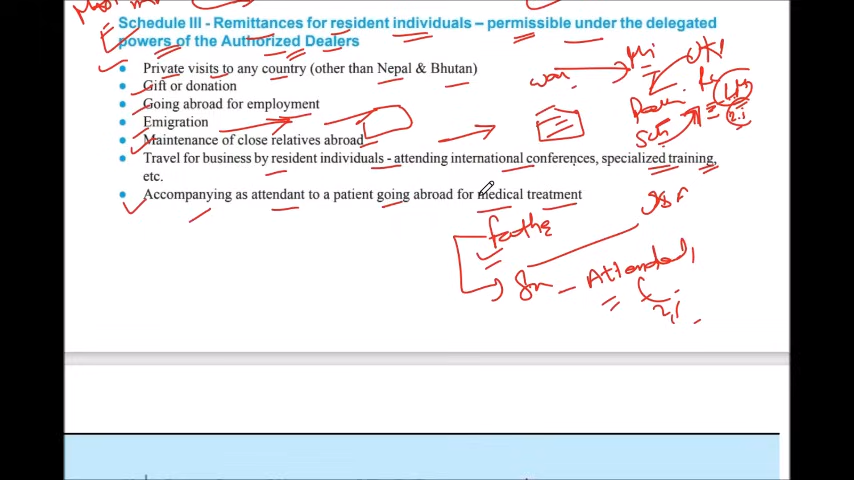 Schedule III - Remittances for resident individuals – permissible under the delegated
powers of the Authorized Dealers
Private visits to any country (other than Nepal & Bhutan)
Gift or donation
Going abroad for employment
Emigration
Maintenance of close relatives abroad
Travel for business by resident individuals - attending international conferences, specialized training,
etc.
Accompanying as attendant to a patient going abroad for medical treatment